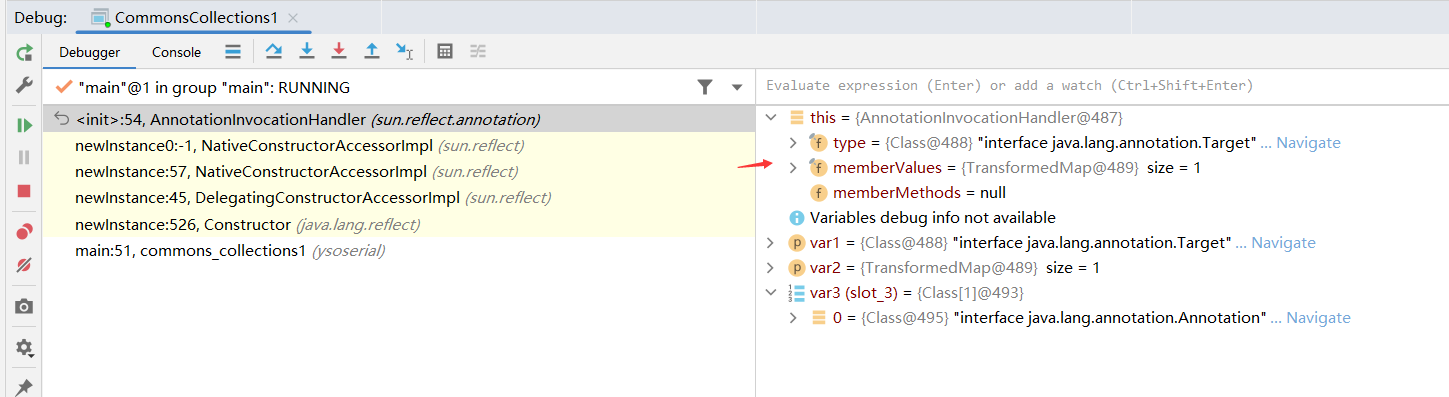 Debug: CommonsCollections1
Debugger Console
"main"@1 in group "main": RUNNING
<init>:54, AnnotationInvocationHandler (sun.reflect.annotation)
newInstance0:-1, NativeConstructorAccessorImpl (sun.reflect)
newInstance:57, NativeConstructorAccessorImpl (sun.reflect)
newInstance:45, DelegatingConstructorAccessorImpl (sun.reflect)
newInstance:526, Constructor (java.lang.reflect)
main:51, commons_collections1 (ysoserial)
Evaluate expression (Enter) or add a watch (Ctrl+Shift+Enter)
this = {AnnotationInvocationHandler@487}
type = {Class@488} "interface java.lang.annotation.Target" ... Navigate
memberValues = {TransformedMap@489} size = 1
memberMethods = null
Variables debug info not available
var1 = {Class@488} "interface java.lang.annotation.Target" ... Navigate
var2 = {TransformedMap@489} size = 1
var3 (slot_3) = {Class[1]@493}
0 = {Class@495} "interface java.lang.annotation.Annotation" ... Navigate